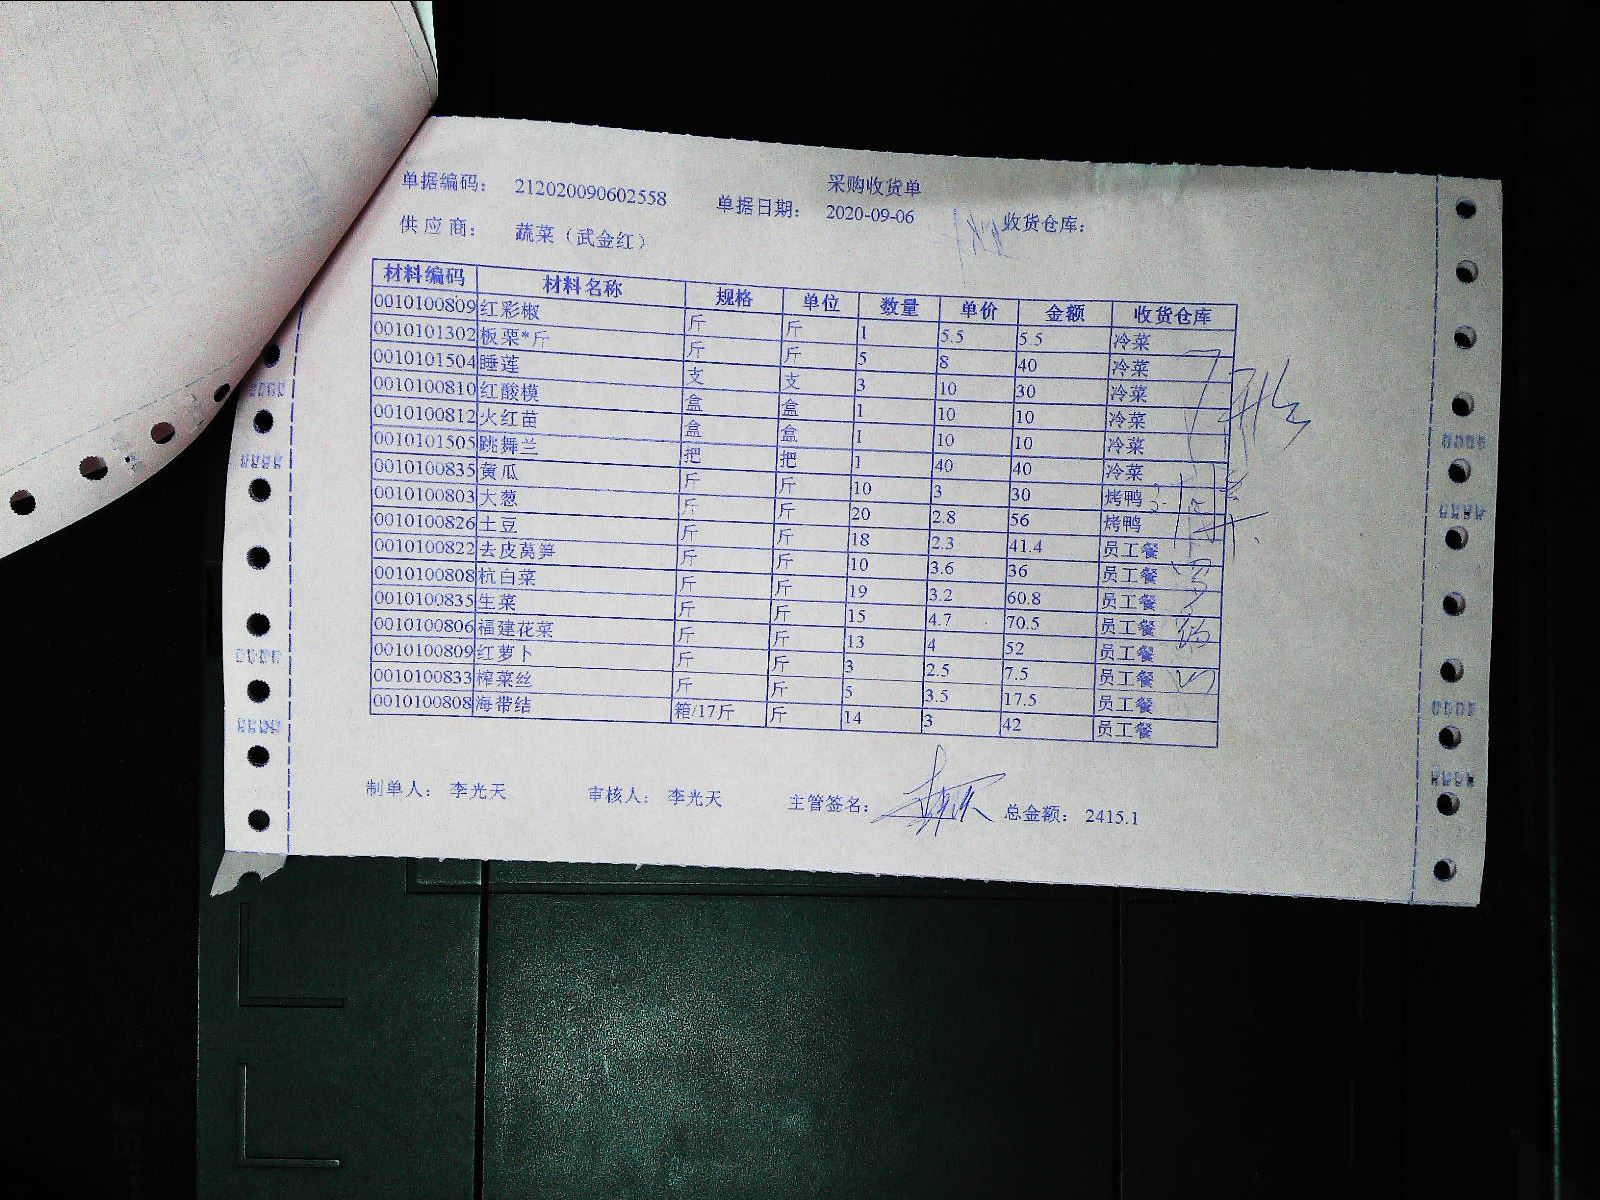 采购收货单
单据编码： 212020090602558 单据日期： 2020-09-06 收货仓库：
供应商： 蔬菜（武金红）
材料编码 材料名称 规格 单位 数量 单价 金额 收货仓库
0010100809 红彩椒 斤 斤 1 5.5 5.5 冷菜
0010101302 板栗*斤 斤 斤 5 8 40 冷菜
0010101504 睡莲 支 支 3 10 30 冷菜
0010100810 红酸模 盒 盒 1 10 10 冷菜
0010100812 火红苗 盒 盒 1 10 10 冷菜
0010101505 跳舞兰 把 把 1 40 40 冷菜
0010100835 黄瓜 斤 斤 10 3 30 烤鸭
0010100803 大葱 斤 斤 20 2.8 56 烤鸭
0010100826 土豆 斤 斤 18 2.3 41.4 员工餐
0010100822 去皮莴笋 斤 斤 10 3.6 36 员工餐
0010100808 杭白菜 斤 斤 19 3.2 60.8 员工餐
0010100835 生菜 斤 斤 15 4.7 70.5 员工餐
0010100806 福建花菜 斤 斤 13 4 52 员工餐
0010100809 红萝卜 斤 斤 3 2.5 7.5 员工餐
0010100833 榨菜丝 斤 斤 5 3.5 17.5 员工餐
0010100808 海带结 箱/17斤 斤 14 3 42 员工餐
制单人： 李光天 审核人： 李光天 主管签名： 总金额： 2415.1